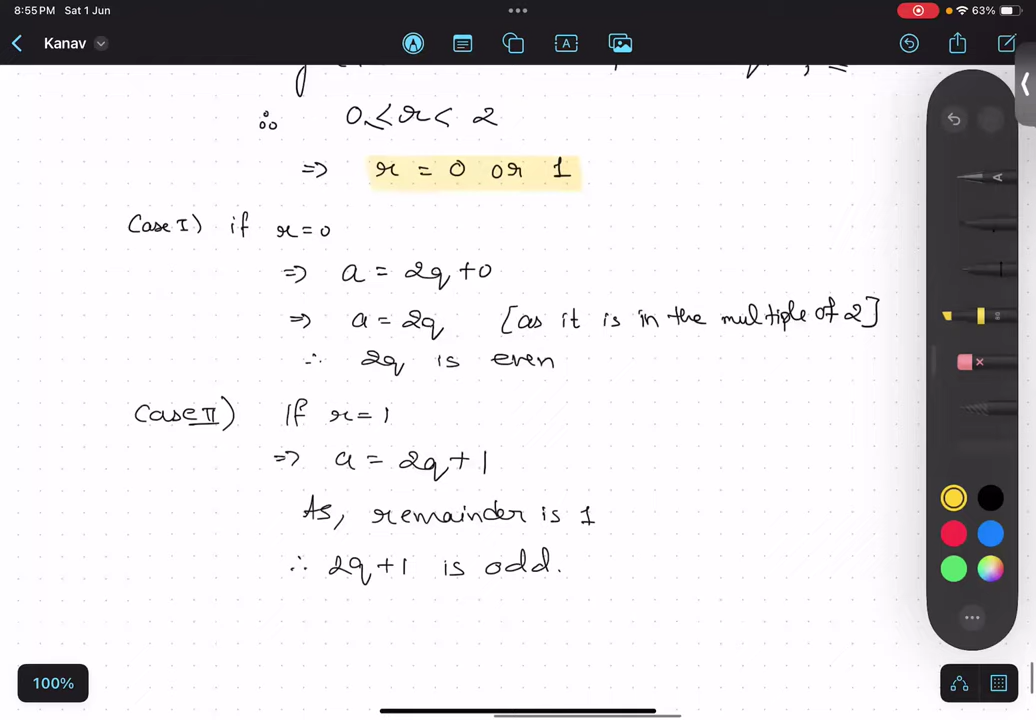 8:55 PM Sat 1 Jun
63%
Kanav
A
∴ 0 ≤ r < 2
⇒ r = 0 or 1
Case I) if r = 0
⇒ a = 2q + 0
⇒ a = 2q [as it is in the multiple of 2]
∴ 2q is even
Case II) If r = 1
⇒ a = 2q + 1
As, remainder is 1
∴ 2q + 1 is odd.
100%